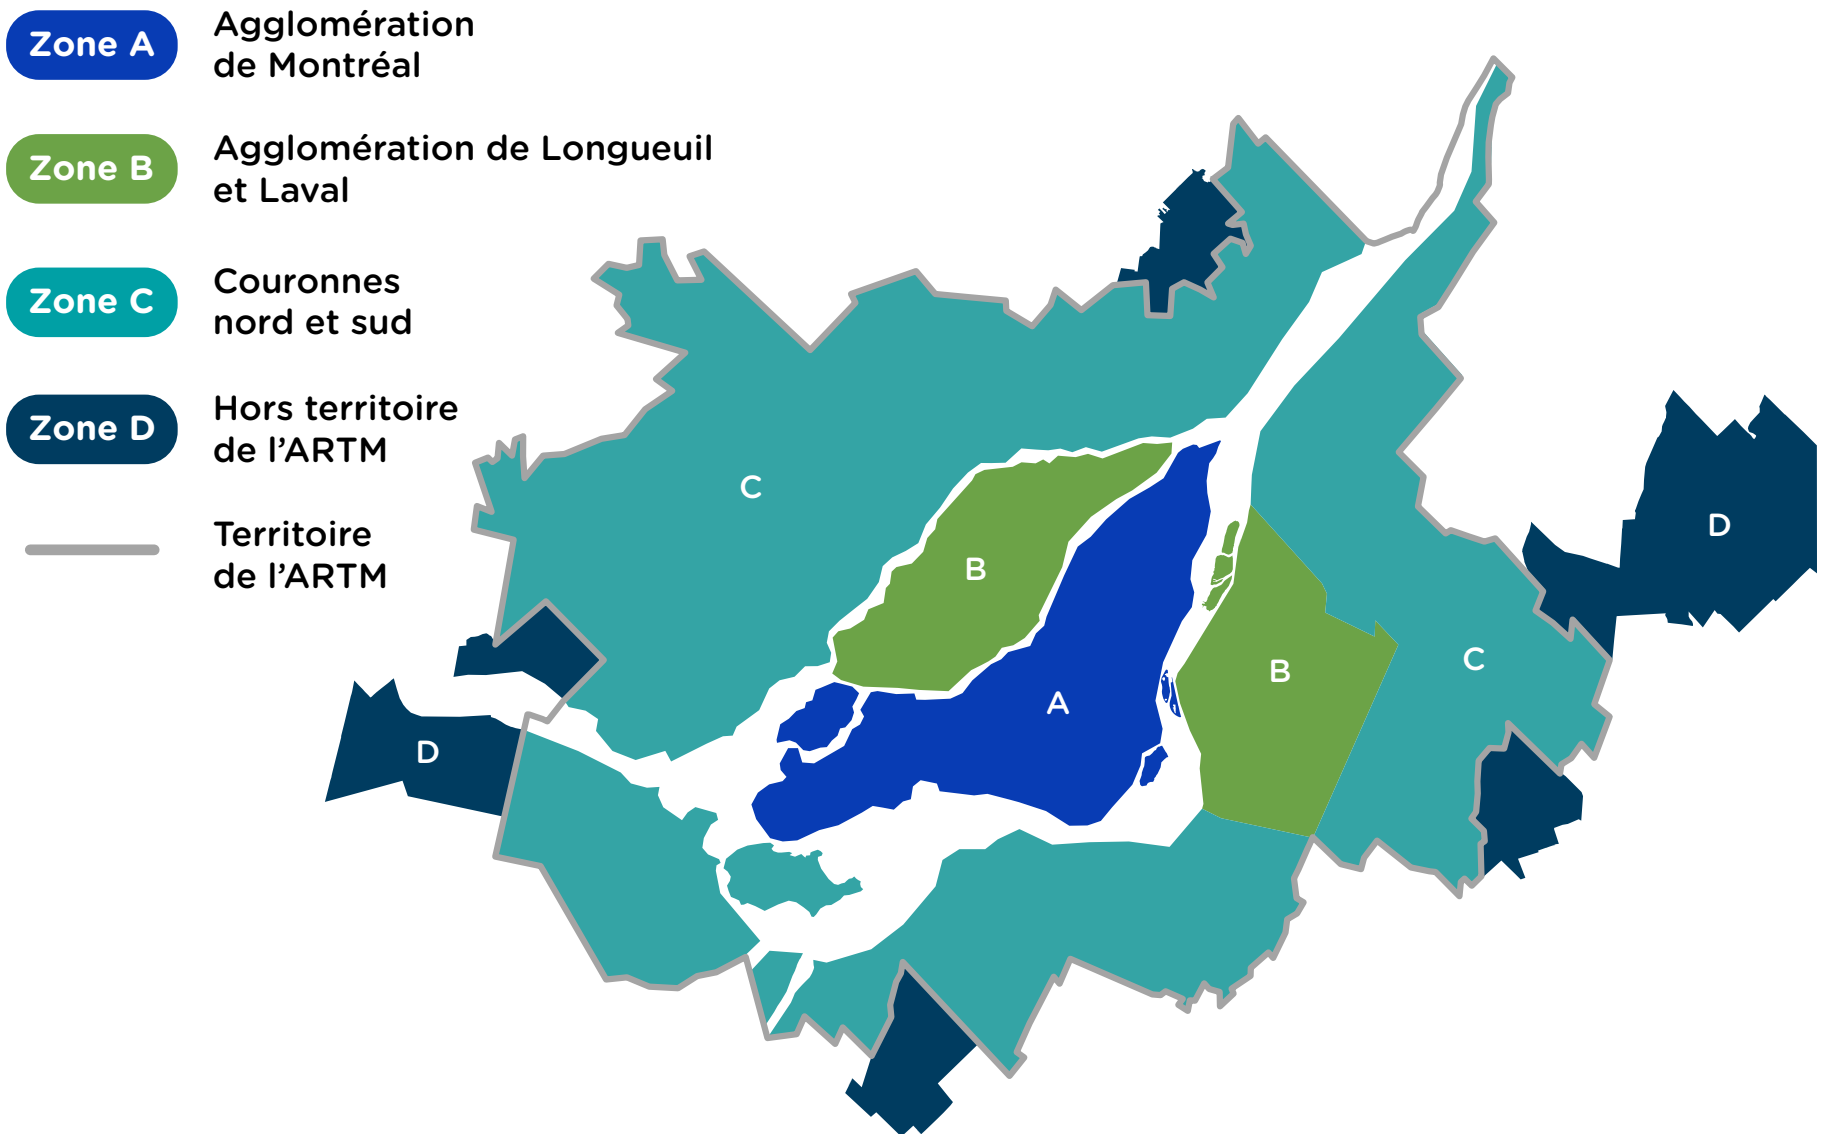 Zone A
Agglomération
de Montréal
Zone B
Agglomération de Longueuil
et Laval
Zone C
Couronnes
nord et sud
Zone D
Hors territoire
de l'ARTM
Territoire
de l'ARTM
C
D
B
C
B
A
D